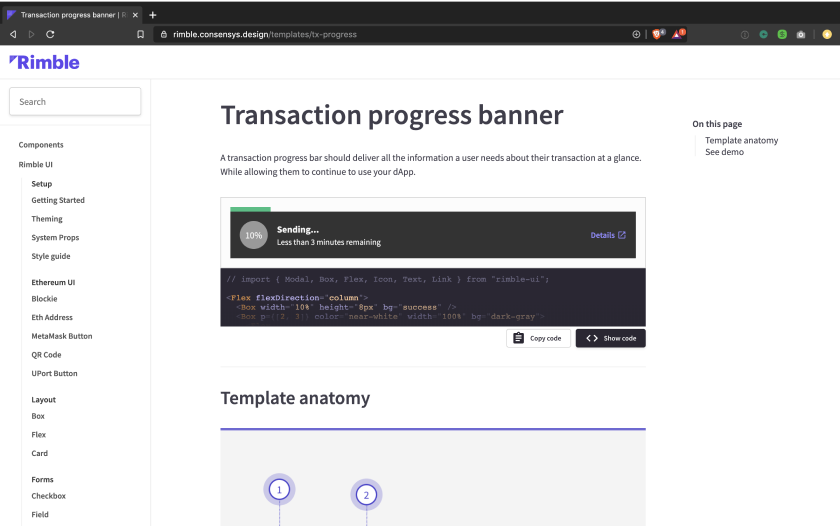 Transaction progress banner | R
rimble.consensys.design/templates/tx-progress
Rimble
Search
Components
Rimble UI
Setup
Getting Started
Theming
System Props
Style guide
Ethereum UI
Blockie
Eth Address
MetaMask Button
QR Code
UPort Button
Layout
Box
Flex
Card
Forms
Checkbox
Field
Transaction progress banner
A transaction progress bar should deliver all the information a user needs about their transaction at a glance.
While allowing them to continue to use your dApp.
10%
Sending...
Less than 3 minutes remaining
Details
// import { Modal, Box, Flex, Icon, Text, Link } from "rimble-ui";
<Flex flexDirection="column">
<Box width="10%" height="8px" bg="success" />
<Box p={[2, 3]} color="near-white" width="100%" bg="dark-gray">
Copy code
Show code
Template anatomy
1
2
On this page
Template anatomy
See demo